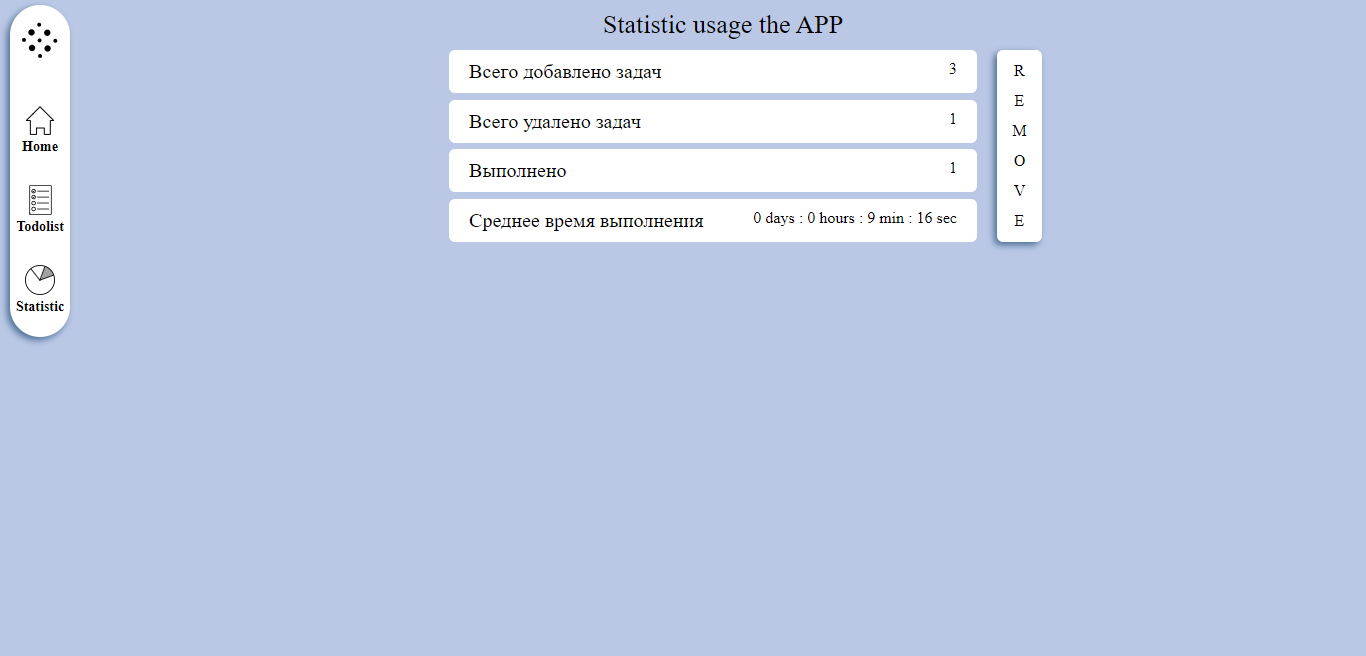 Statistic usage the APP
Home
Todolist
Statistic
Всего добавлено задач 3
Всего удалено задач 1
Выполнено 1
Среднее время выполнения 0 days : 0 hours : 9 min : 16 sec
R
E
M
O
V
E